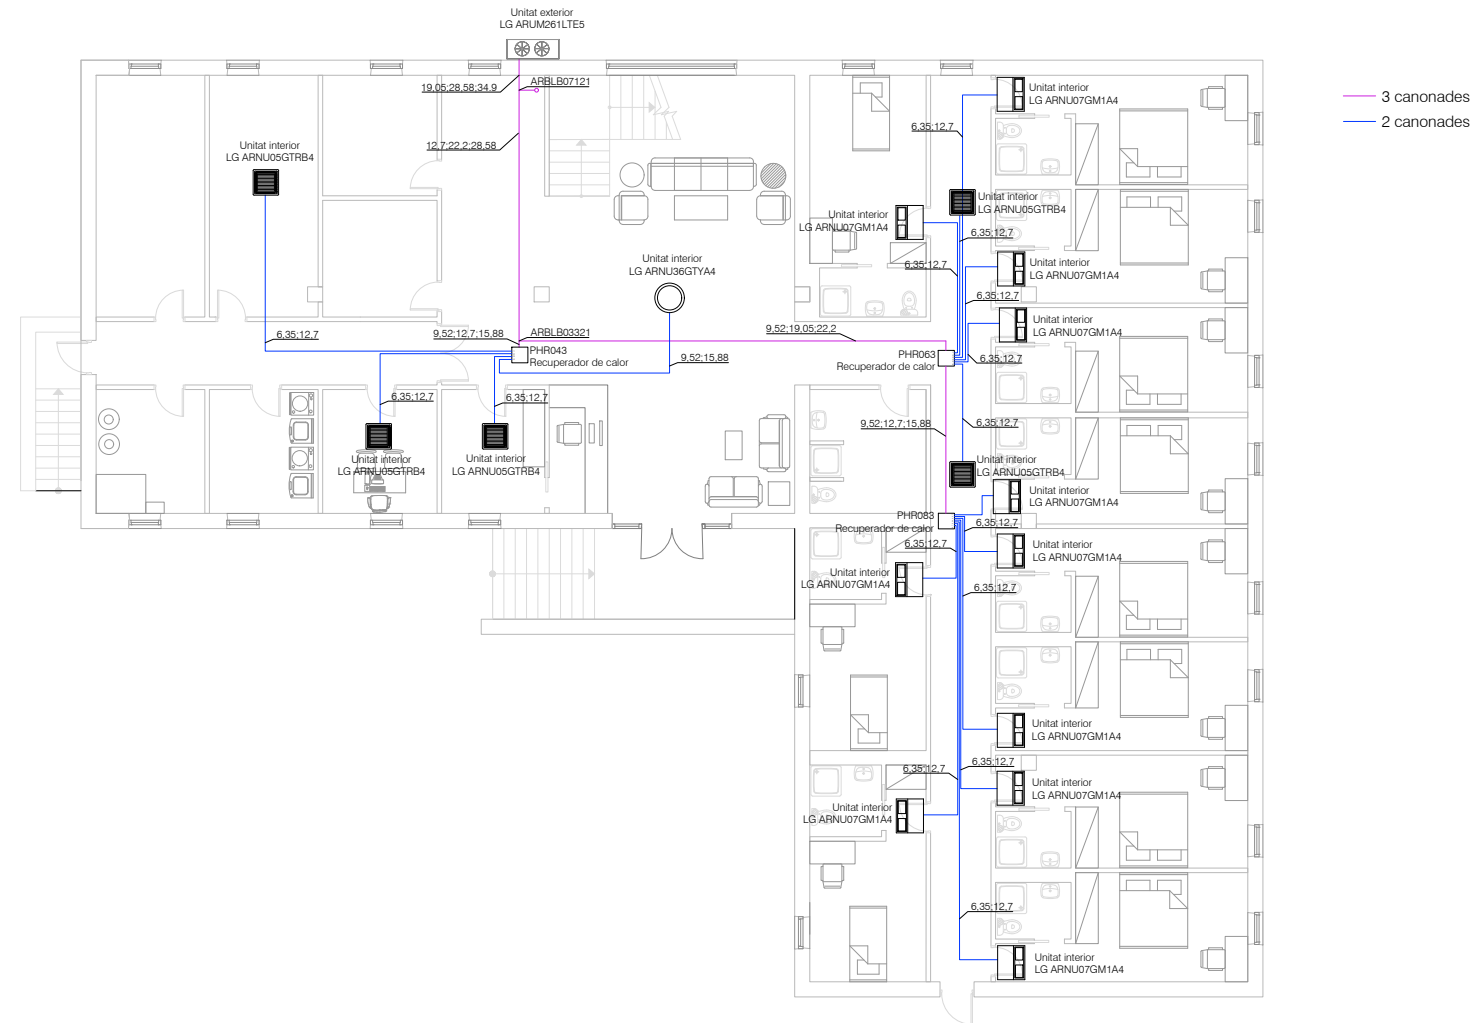 Unitat exterior
LG ARUM261LTE5
19,05;28,58;34,9
ARBLB07121
12,7;22,2;28,58
3 canonades
2 canonades
Unitat interior
LG ARNU05GTRB4
Unitat interior
LG ARNU07GM1A4
6,35;12,7
Unitat interior
LG ARNU05GTRB4
Unitat interior
LG ARNU07GM1A4
6,35;12,7
Unitat interior
LG ARNU36GTYA4
6,35;12,7
Unitat interior
LG ARNU07GM1A4
6,35;12,7
Unitat interior
LG ARNU07GM1A4
6,35;12,7
9,52;12,7;15,88
ARBLB03321
9,52;19,05;22,2
PHR043
Recuperador de calor
9,52;15,88
PHR063
Recuperador de calor
6,35;12,7
6,35;12,7
6,35;12,7
9,52;12,7;15,88
6,35;12,7
Unitat interior
LG ARNU05GTRB4
Unitat interior
LG ARNU05GTRB4
Unitat interior
LG ARNU05GTRB4
Unitat interior
LG ARNU07GM1A4
PHR083
Recuperador de calor
6,35;12,7
6,35;12,7
Unitat interior
LG ARNU07GM1A4
Unitat interior
LG ARNU07GM1A4
6,35;12,7
Unitat interior
LG ARNU07GM1A4
6,35;12,7
6,35;12,7
Unitat interior
LG ARNU07GM1A4
Unitat interior
LG ARNU07GM1A4
6,35;12,7
Unitat interior
LG ARNU07GM1A4